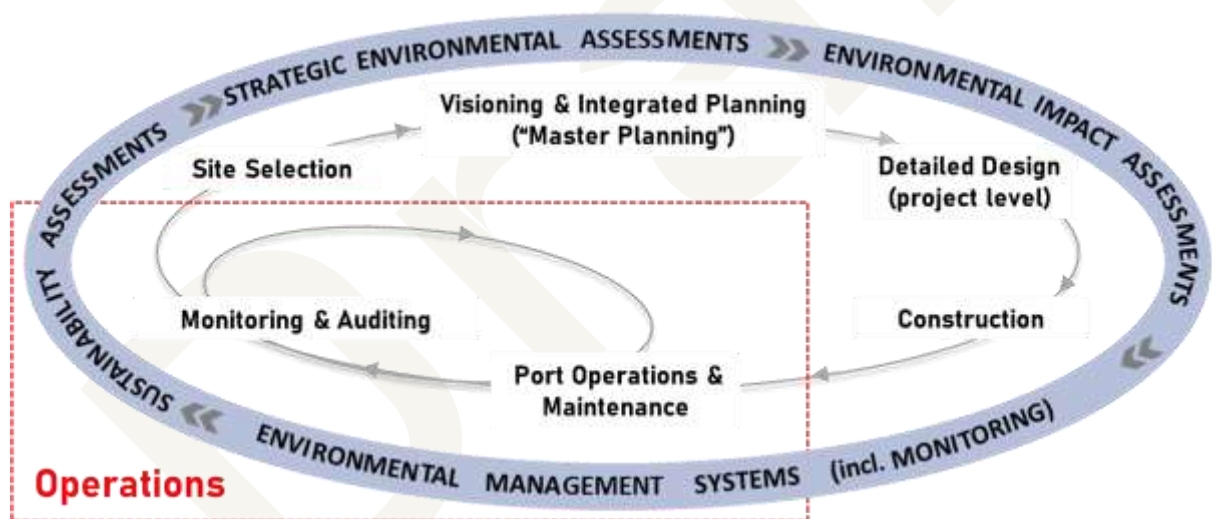 STRATEGIC ENVIRONMENTAL ASSESSMENTS
ENVIRONMENTAL IMPACT ASSESSMENTS
ENVIRONMENTAL MANAGEMENT SYSTEMS (incl. MONITORING)
SUSTAINABILITY ASSESSMENTS
Visioning & Integrated Planning
("Master Planning")
Site Selection
Detailed Design
(project level)
Monitoring & Auditing
Construction
Port Operations &
Maintenance
Operations